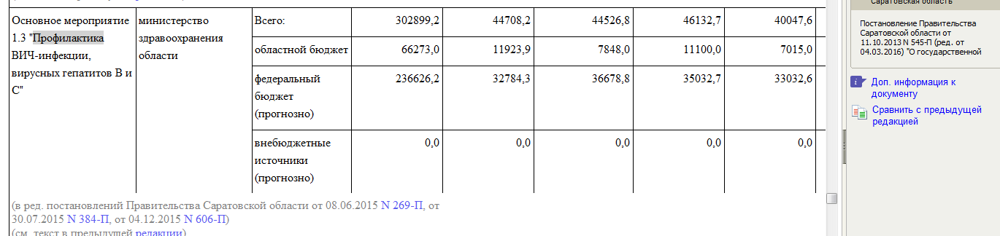 Основное мероприятие министерство Всего: 302899,2 44708,2 44526,8 46132,7 40047,6
1.3 "Профилактика здравоохранения
ВИЧ-инфекции, области областной бюджет 66273,0 11923,9 7848,0 11100,0 7015,0
вирусных гепатитов В и
С" федеральный 236626,2 32784,3 36678,8 35032,7 33032,6
бюджет
(прогнозно)
внебюджетные 0,0 0,0 0,0 0,0 0,0
источники
(прогнозно)
(в ред. постановлений Правительства Саратовской области от 08.06.2015 N 269-П, от
30.07.2015 N 384-П, от 04.12.2015 N 606-П)
(см. текст в предыдущей редакции)
Саратовская область
Постановление Правительства
Саратовской области от
11.10.2013 N 545-П (ред. от
04.03.2016) "О государственной
Доп. информация к
документу
Сравнить с предыдущей
редакцией